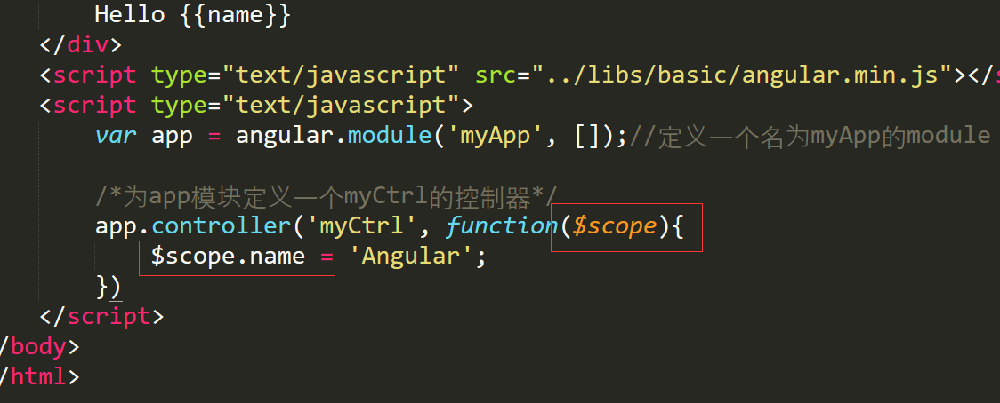 Hello {{name}}
</div>
<script type="text/javascript" src="../libs/basic/angular.min.js"></s
<script type="text/javascript">
var app = angular.module('myApp', []);//定义一个名为myApp的module
/*为app模块定义一个myCtrl的控制器*/
app.controller('myCtrl', function($scope){
$scope.name = 'Angular';
})
</script>
/body>
/html>